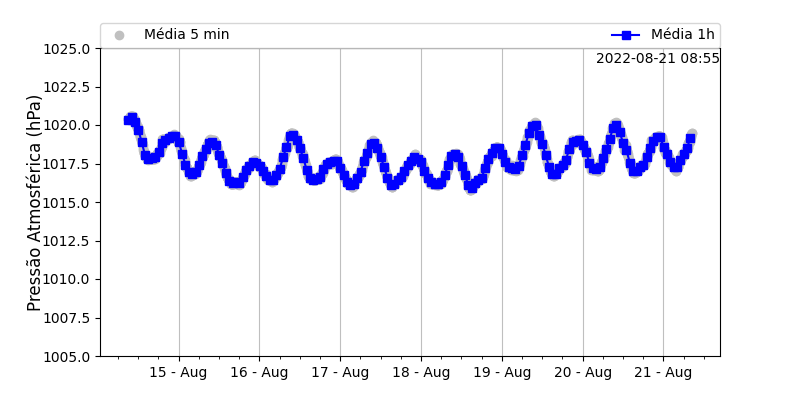 Média 5 min
Média 1h
2022-08-21 08:55
Pressão Atmosférica (hPa)
1025.0
1022.5
1020.0
1017.5
1015.0
1012.5
1010.0
1007.5
1005.0
15 - Aug
16 - Aug
17 - Aug
18 - Aug
19 - Aug
20 - Aug
21 - Aug